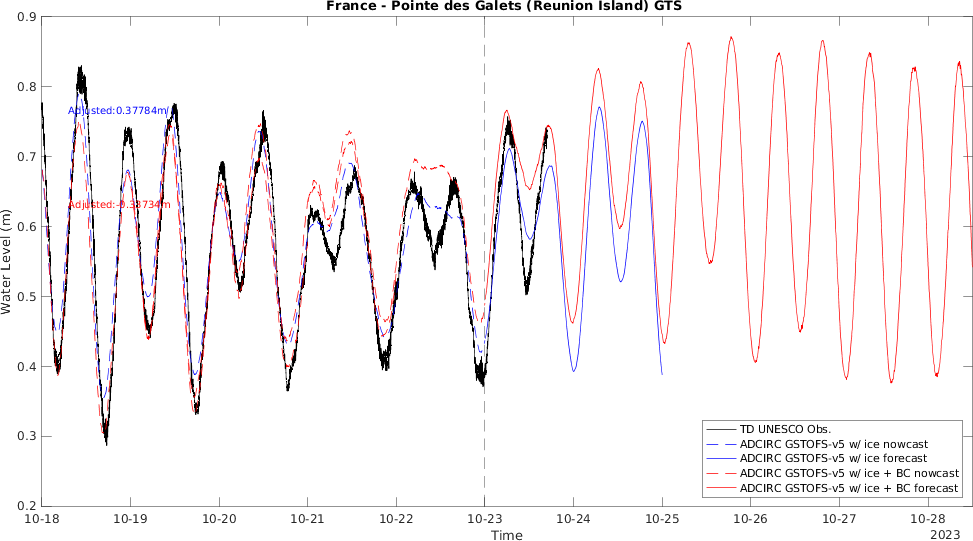 France - Pointe des Galets (Reunion Island) GTS
0.9
0.8
0.7
0.6
0.5
0.4
0.3
0.2
Water Level (m)
Adjusted:0.37784m
Adjusted:-0.33734m
TD UNESCO Obs.
ADCIRC GSTOFS-v5 w/ ice nowcast
ADCIRC GSTOFS-v5 w/ ice forecast
ADCIRC GSTOFS-v5 w/ ice + BC nowcast
ADCIRC GSTOFS-v5 w/ ice + BC forecast
10-18 10-19 10-20 10-21 10-22 10-23 10-24 10-25 10-26 10-27 10-28
Time
2023